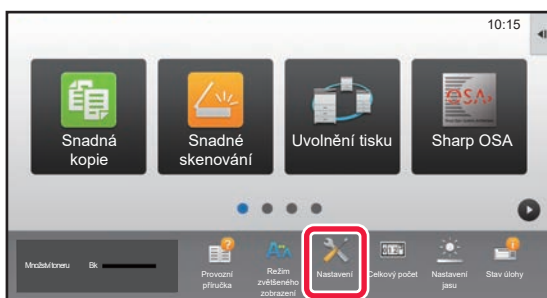 10:15
Snadná
kopie
Snadné
skenování
Uvolnění tisku
OSA
Sharp OSA
Množství toneru Bk
Provozní
příručka
Režim
zvětšeného
zobrazení
Nastavení
Celkový počet
Nastavení
jasu
Stav úlohy